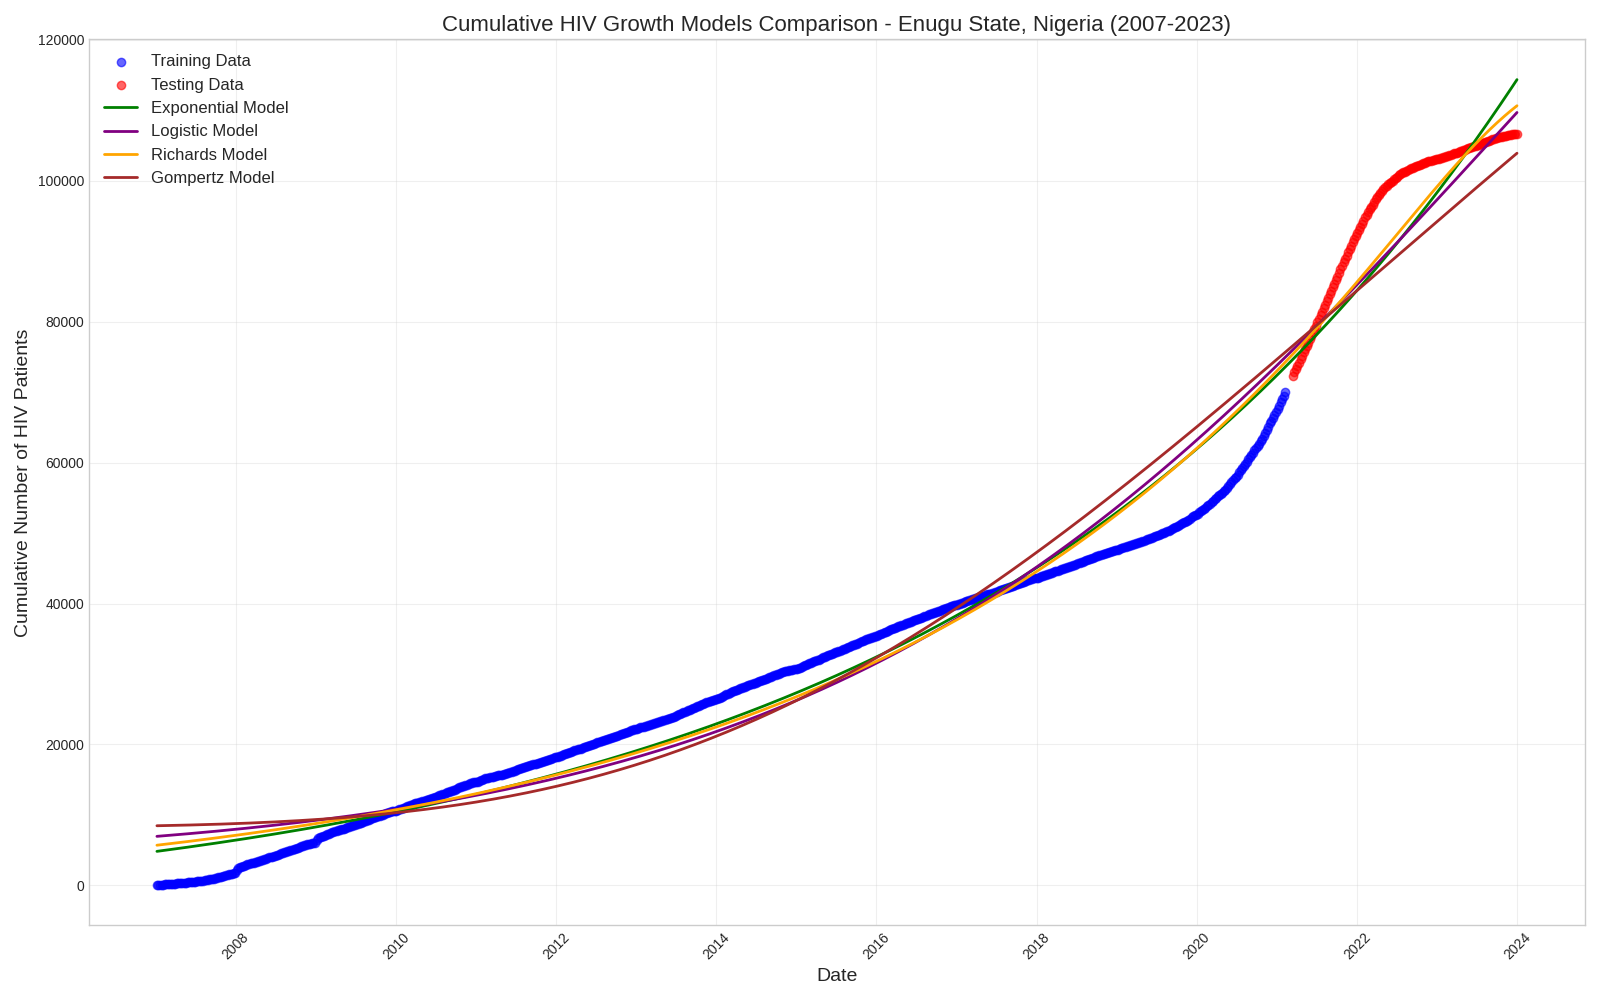 Cumulative HIV Growth Models Comparison - Enugu State, Nigeria (2007-2023)
Training Data
Testing Data
Exponential Model
Logistic Model
Richards Model
Gompertz Model
Cumulative Number of HIV Patients
120000
100000
80000
60000
40000
20000
0
2008
2010
2012
2014
2016
2018
2020
2022
2024
Date